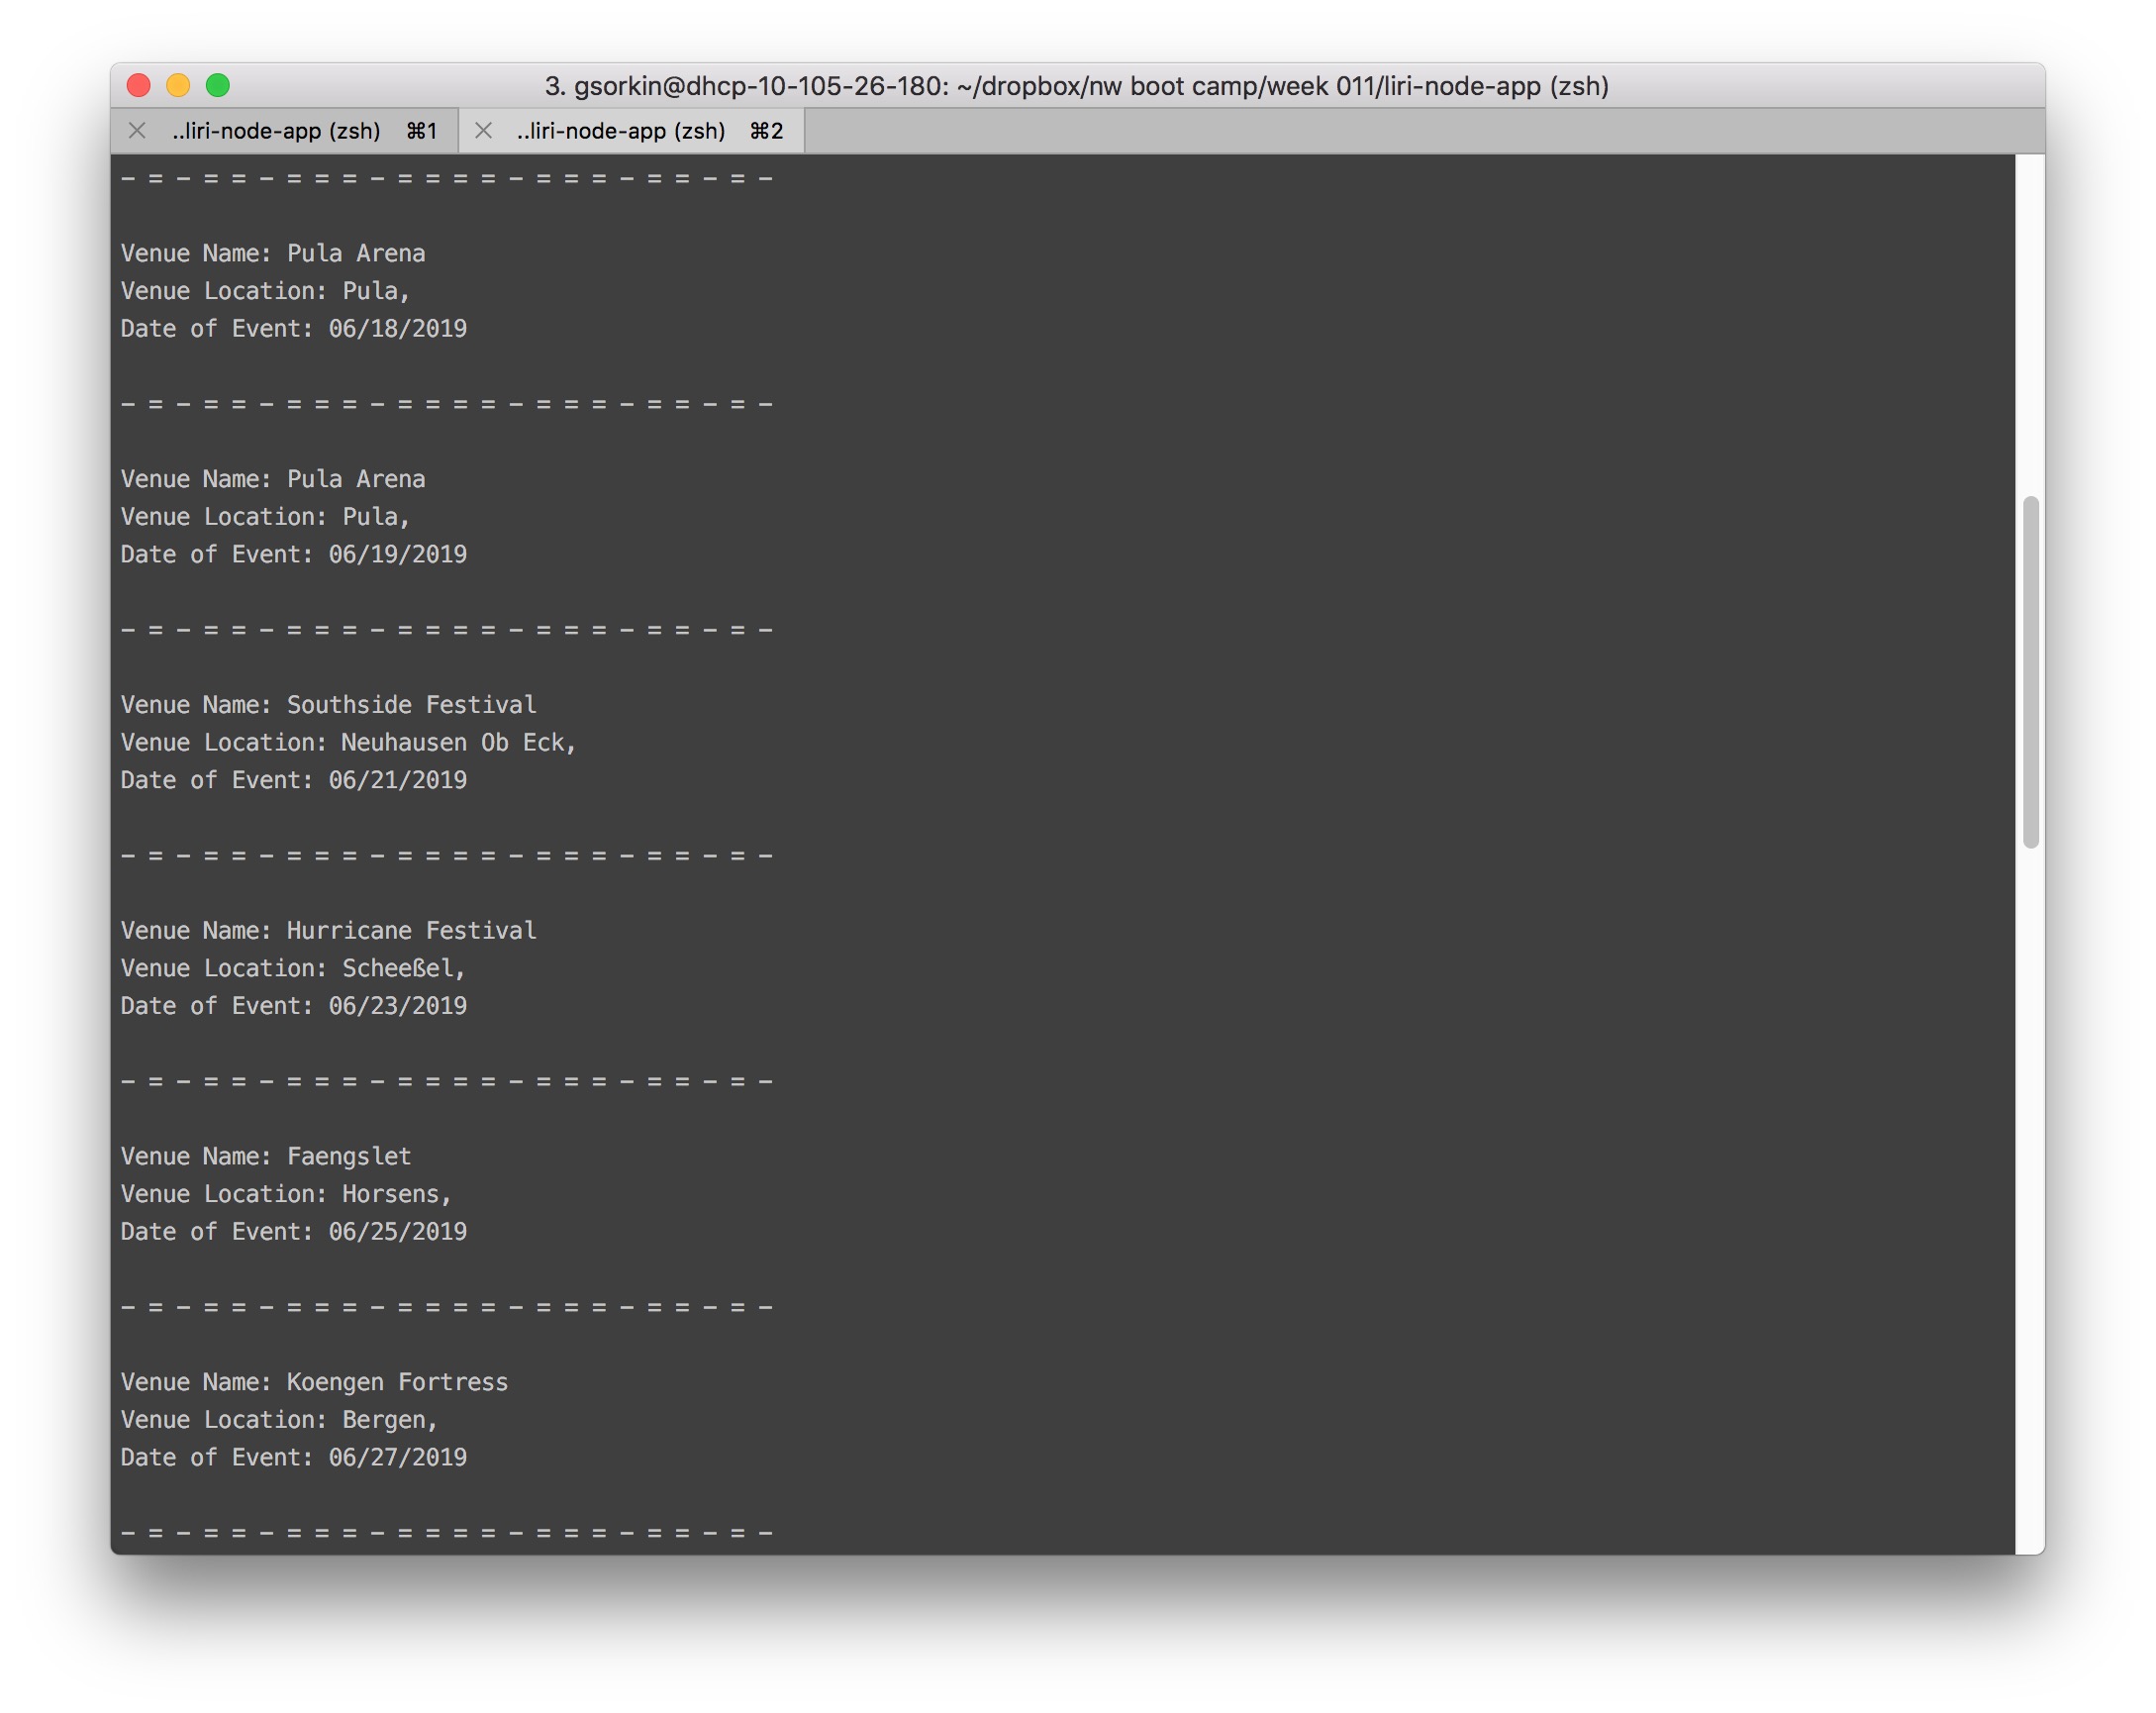 3. gsorkin@dhcp-10-105-26-180: ~/dropbox/nw boot camp/week 011/liri-node-app (zsh)
..liri-node-app (zsh) ⌘1 ..liri-node-app (zsh) ⌘2
- = - = = - = = = - = = = = - = = = - = = - = -
Venue Name: Pula Arena
Venue Location: Pula,
Date of Event: 06/18/2019
- = - = = - = = = - = = = = - = = = - = = - = -
Venue Name: Pula Arena
Venue Location: Pula,
Date of Event: 06/19/2019
- = - = = - = = = - = = = = - = = = - = = - = -
Venue Name: Southside Festival
Venue Location: Neuhausen Ob Eck,
Date of Event: 06/21/2019
- = - = = - = = = - = = = = - = = = - = = - = -
Venue Name: Hurricane Festival
Venue Location: Scheeßel,
Date of Event: 06/23/2019
- = - = = - = = = - = = = = - = = = - = = - = -
Venue Name: Faengslet
Venue Location: Horsens,
Date of Event: 06/25/2019
- = - = = - = = = - = = = = - = = = - = = - = -
Venue Name: Koengen Fortress
Venue Location: Bergen,
Date of Event: 06/27/2019
- = - = = - = = = - = = = = - = = = - = = - = -